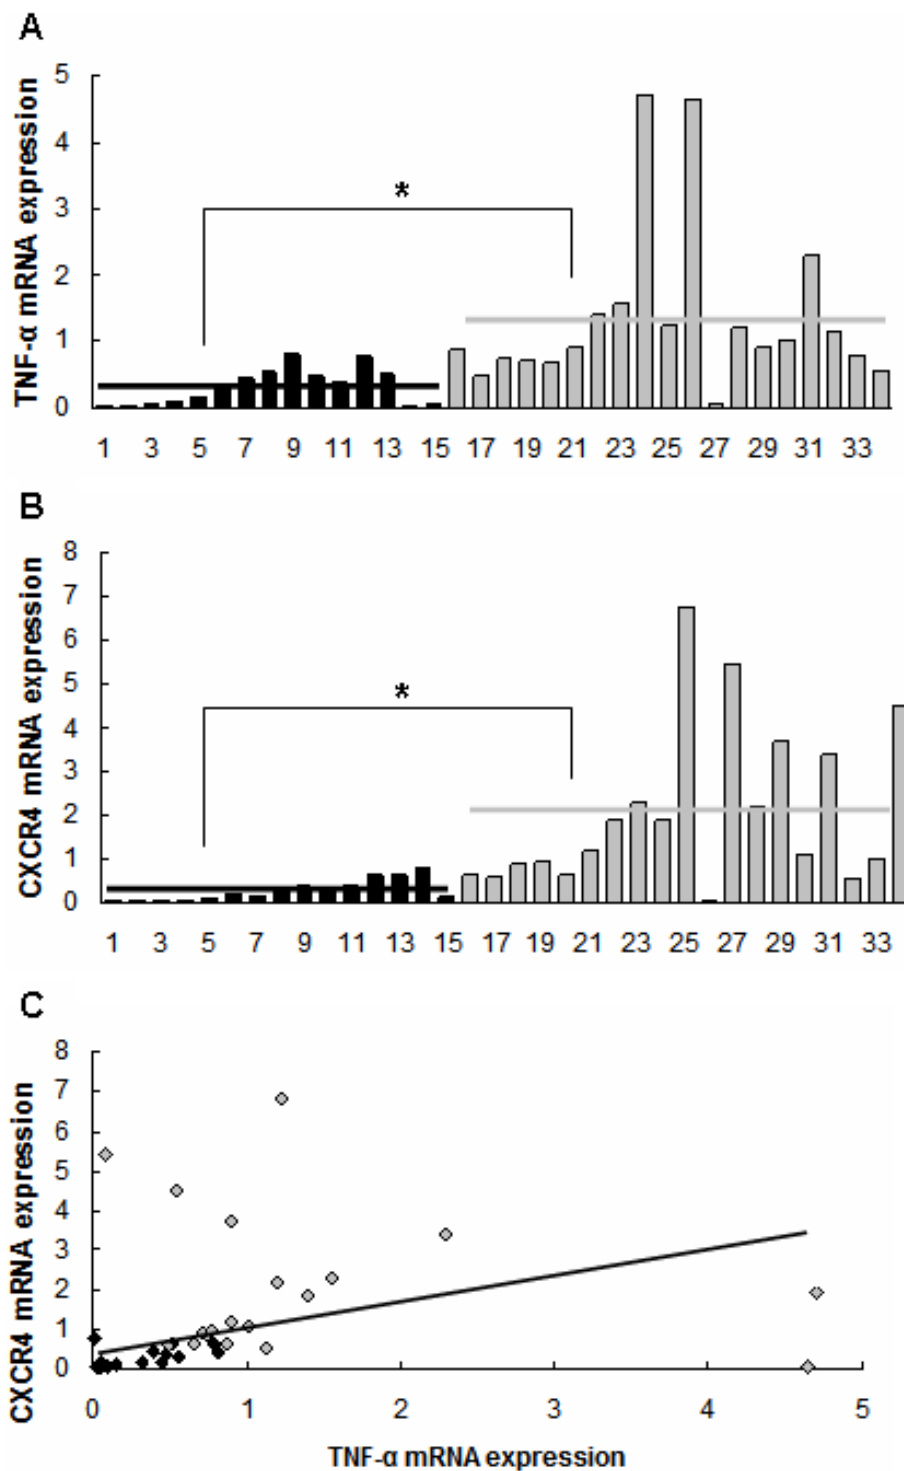 A
TNF-α mRNA expression
5
4
3
2
1
0
*
1 3 5 7 9 11 13 15 17 19 21 23 25 27 29 31 33
B
CXCR4 mRNA expression
8
7
6
5
4
3
2
1
0
*
1 3 5 7 9 11 13 15 17 19 21 23 25 27 29 31 33
C
CXCR4 mRNA expression
8
7
6
5
4
3
2
1
0
0 1 2 3 4 5
TNF-α mRNA expression